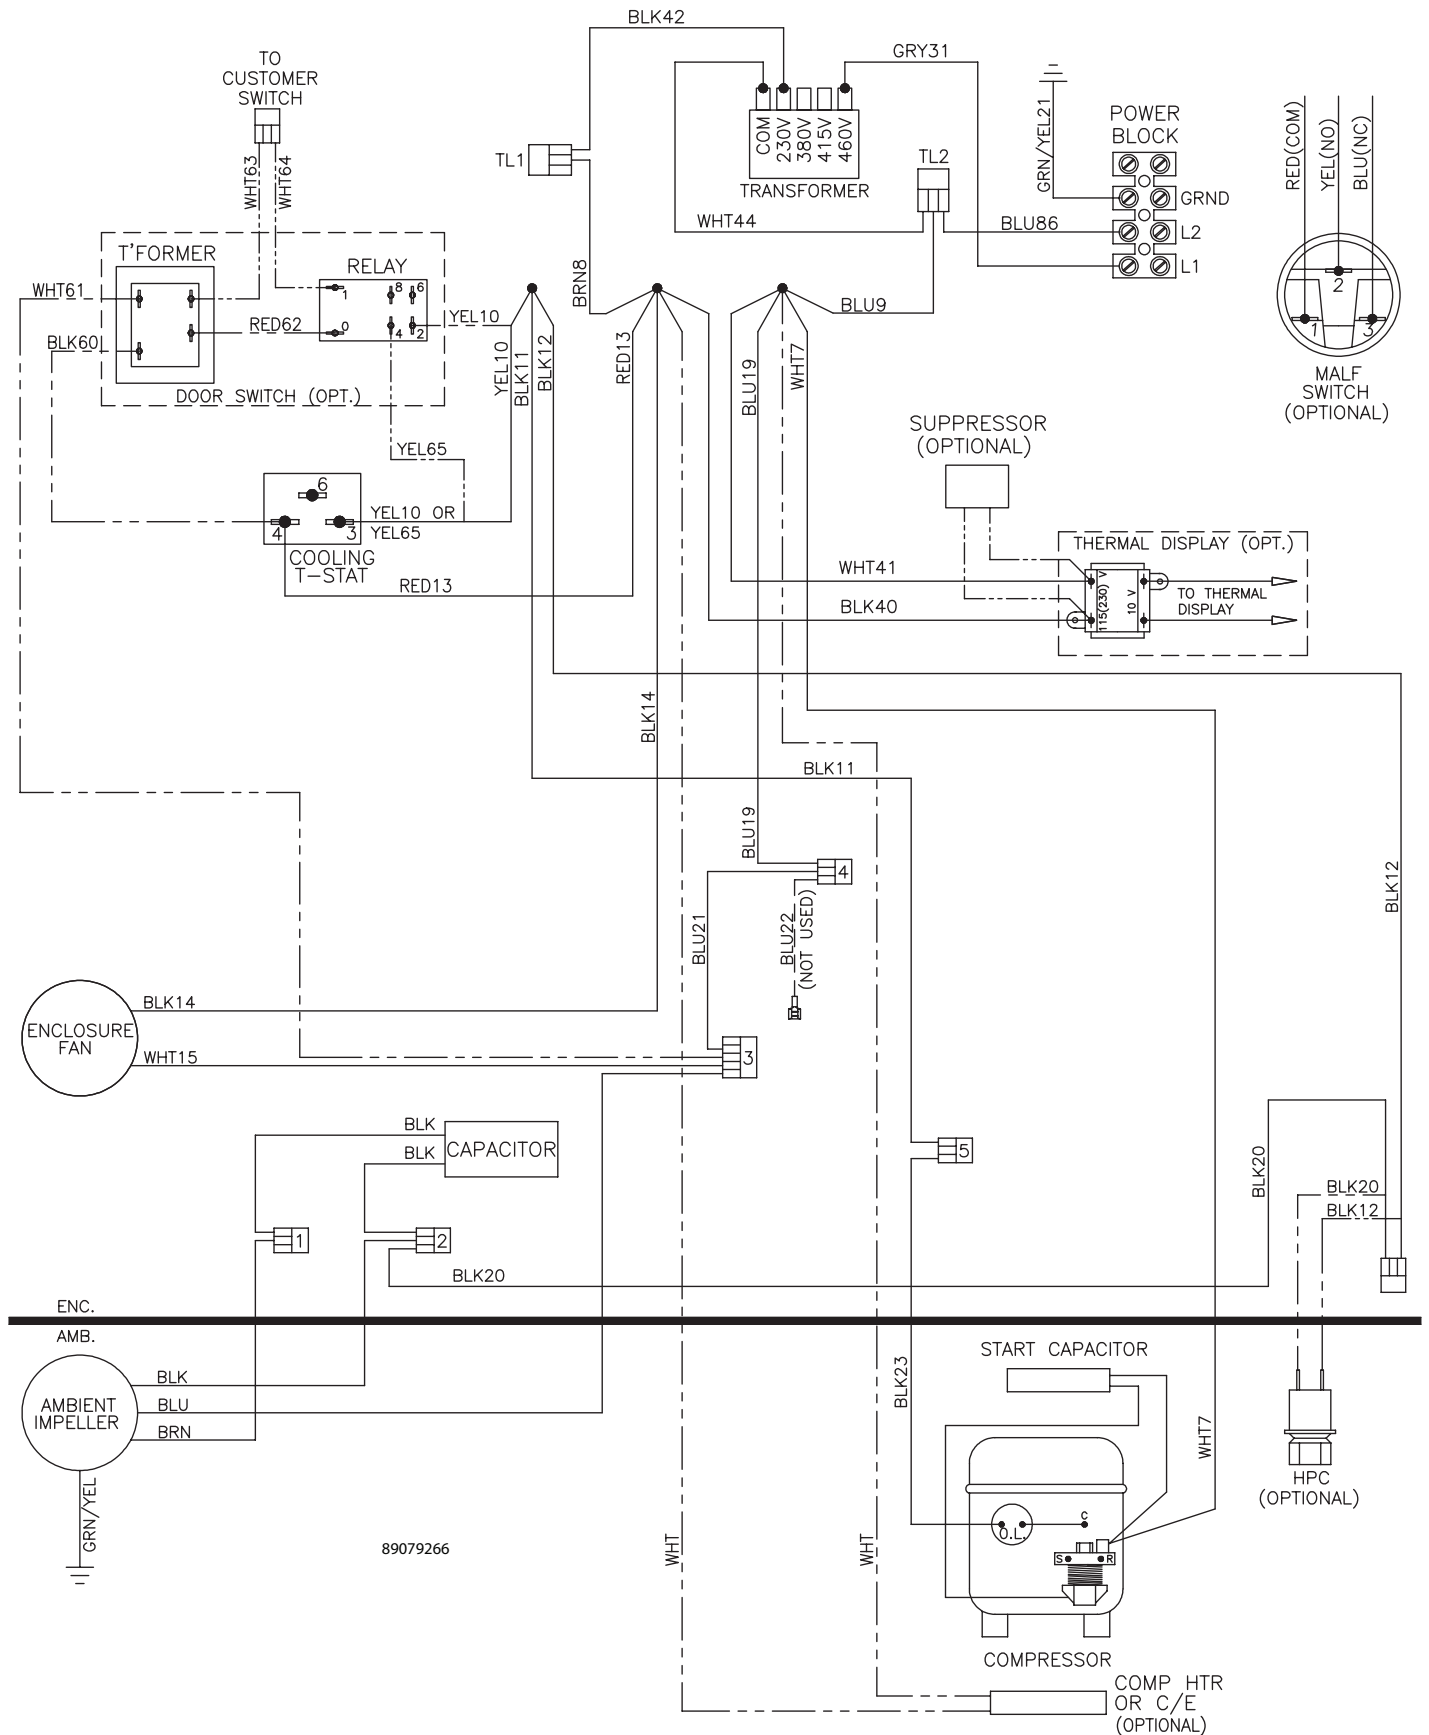 BLK42
GRY31
TO
CUSTOMER
SWITCH
WHT63
WHT64
TL1
COM
230V
380V
415V
460V
TRANSFORMER
TL2
WHT44
BLU86
GRN/YEL21
POWER
BLOCK
GRND
L2
L1
RED(COM)
YEL(NO)
BLU(NC)
1
2
3
MALF
SWITCH
(OPTIONAL)
T'FORMER
RELAY
1
8
6
0
4
2
WHT61
RED62
BLK60
DOOR SWITCH (OPT.)
YEL10
YEL10
BLK11
BLK12
BRN8
RED13
BLU9
BLU19
WHT7
YEL65
6
4
3
YEL10 OR
YEL65
COOLING
T-STAT
RED13
SUPPRESSOR
(OPTIONAL)
THERMAL DISPLAY (OPT.)
WHT41
BLK40
115(230) V
10 V
TO THERMAL
DISPLAY
BLK14
BLK11
BLU19
4
BLU21
BLU22
(NOT USED)
BLK12
ENCLOSURE
FAN
BLK14
WHT15
3
BLK
BLK
CAPACITOR
5
BLK20
BLK20
BLK12
1
2
BLK20
ENC.
AMB.
AMBIENT
IMPELLER
BLK
BLU
BRN
GRN/YEL
89079266
WHT
WHT
BLK23
START CAPACITOR
O.L.
C
S
R
WHT7
COMPRESSOR
HPC
(OPTIONAL)
COMP HTR
OR C/E
(OPTIONAL)